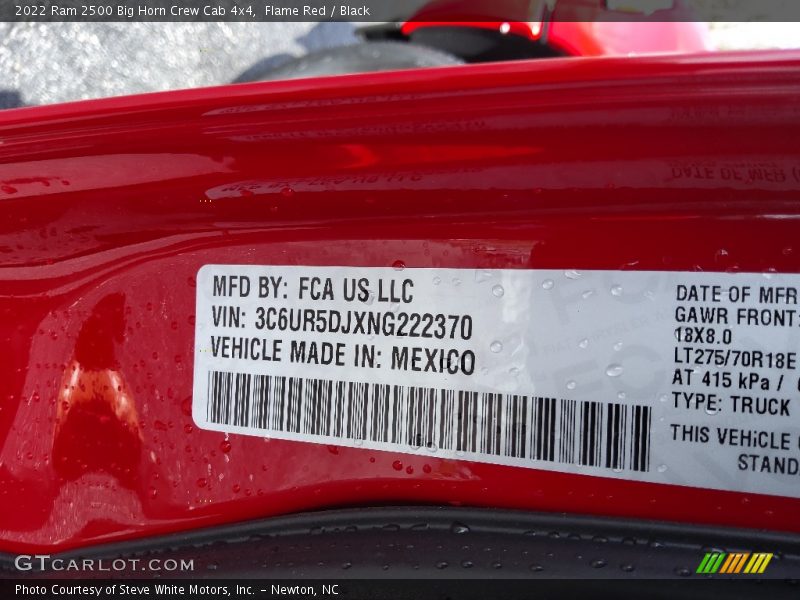 2022 Ram 2500 Big Horn Crew Cab 4x4, Flame Red / Black
MFD BY: FCA US LLC
VIN: 3C6UR5DJXNG222370
VEHICLE MADE IN: MEXICO
DATE OF MFR
GAWR FRONT:
18X8.0
LT275/70R18E
AT 415 kPa /
TYPE: TRUCK
THIS VEHICLE
STAND
GTCARLOT.COM
Photo Courtesy of Steve White Motors, Inc. – Newton, NC